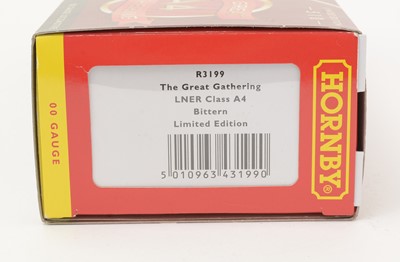 R3199
The Great Gathering
LNER Class A4
Bittern
Limited Edition
5 010963 431990
00 GAUGE
HORNBY®